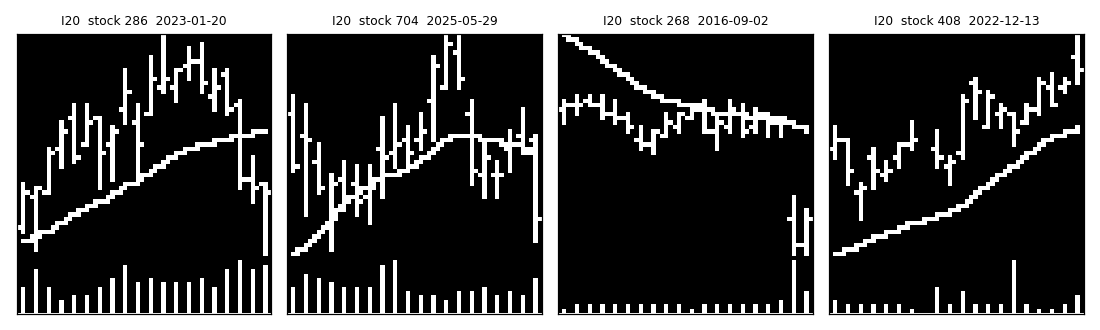 I20  stock 286  2023-01-20
I20  stock 704  2025-05-29
I20  stock 268  2016-09-02
I20  stock 408  2022-12-13